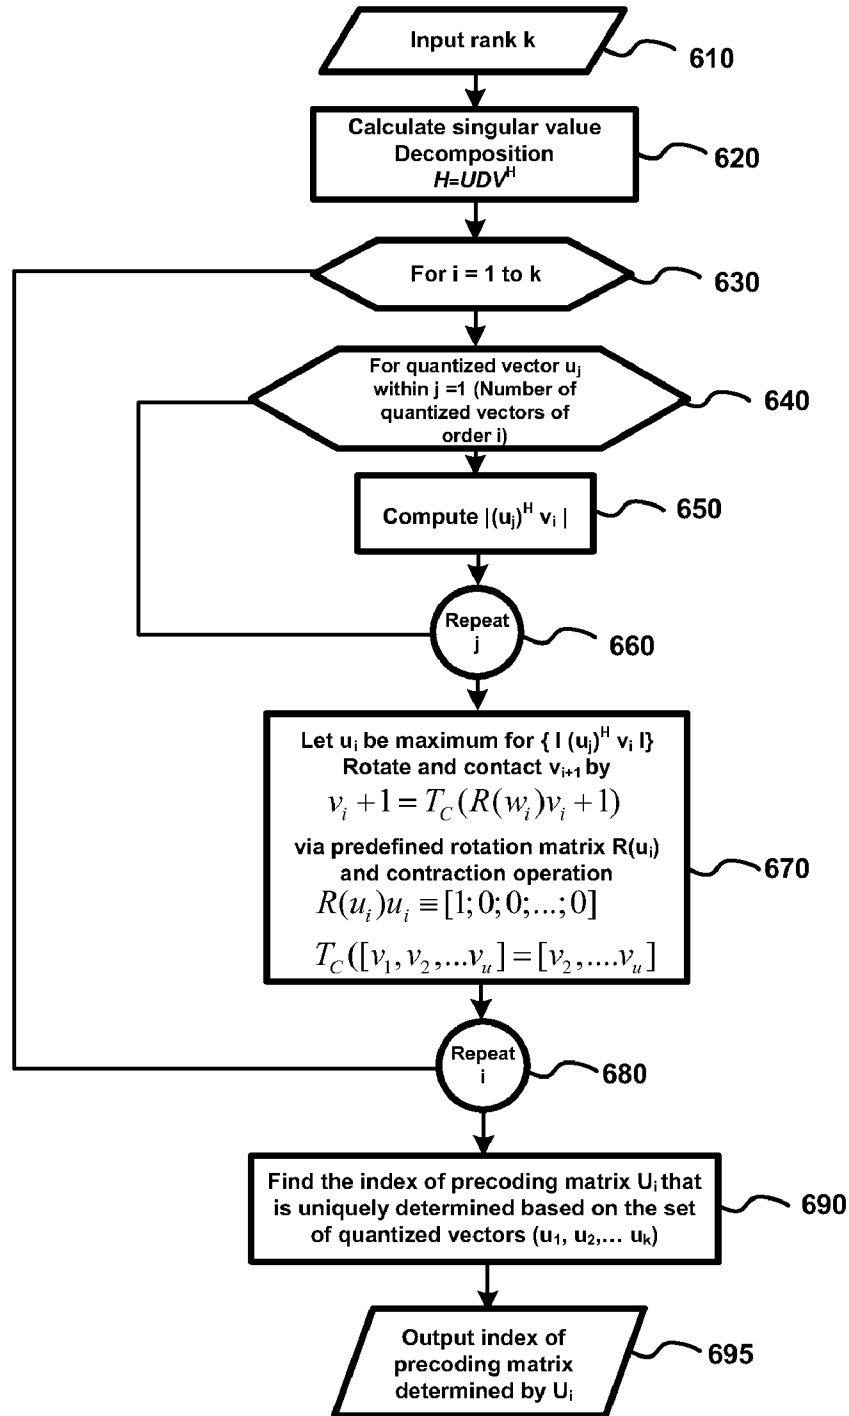 Input rank k
610
Calculate singular value
Decomposition
H=UDV^H
620
For i = 1 to k
630
For quantized vector u_j
within j =1 (Number of
quantized vectors of
order i)
640
Compute |(u_j)^H v_i |
650
Repeat
j
660
Let u_i be maximum for { I (u_j)^H v_i I}
Rotate and contact v_{i+1} by
v_i + 1 = T_C (R(w_i)v_i + 1)
via predefined rotation matrix R(u_i)
and contraction operation
R(u_i)u_i ≡ [1;0;0;...;0]
T_C ([v_1, v_2, ... v_u] = [v_2, .... v_u]
670
Repeat
i
680
Find the index of precoding matrix U_i that
is uniquely determined based on the set
of quantized vectors (u_1, u_2,... u_k)
690
Output index of
precoding matrix
determined by U_i
695